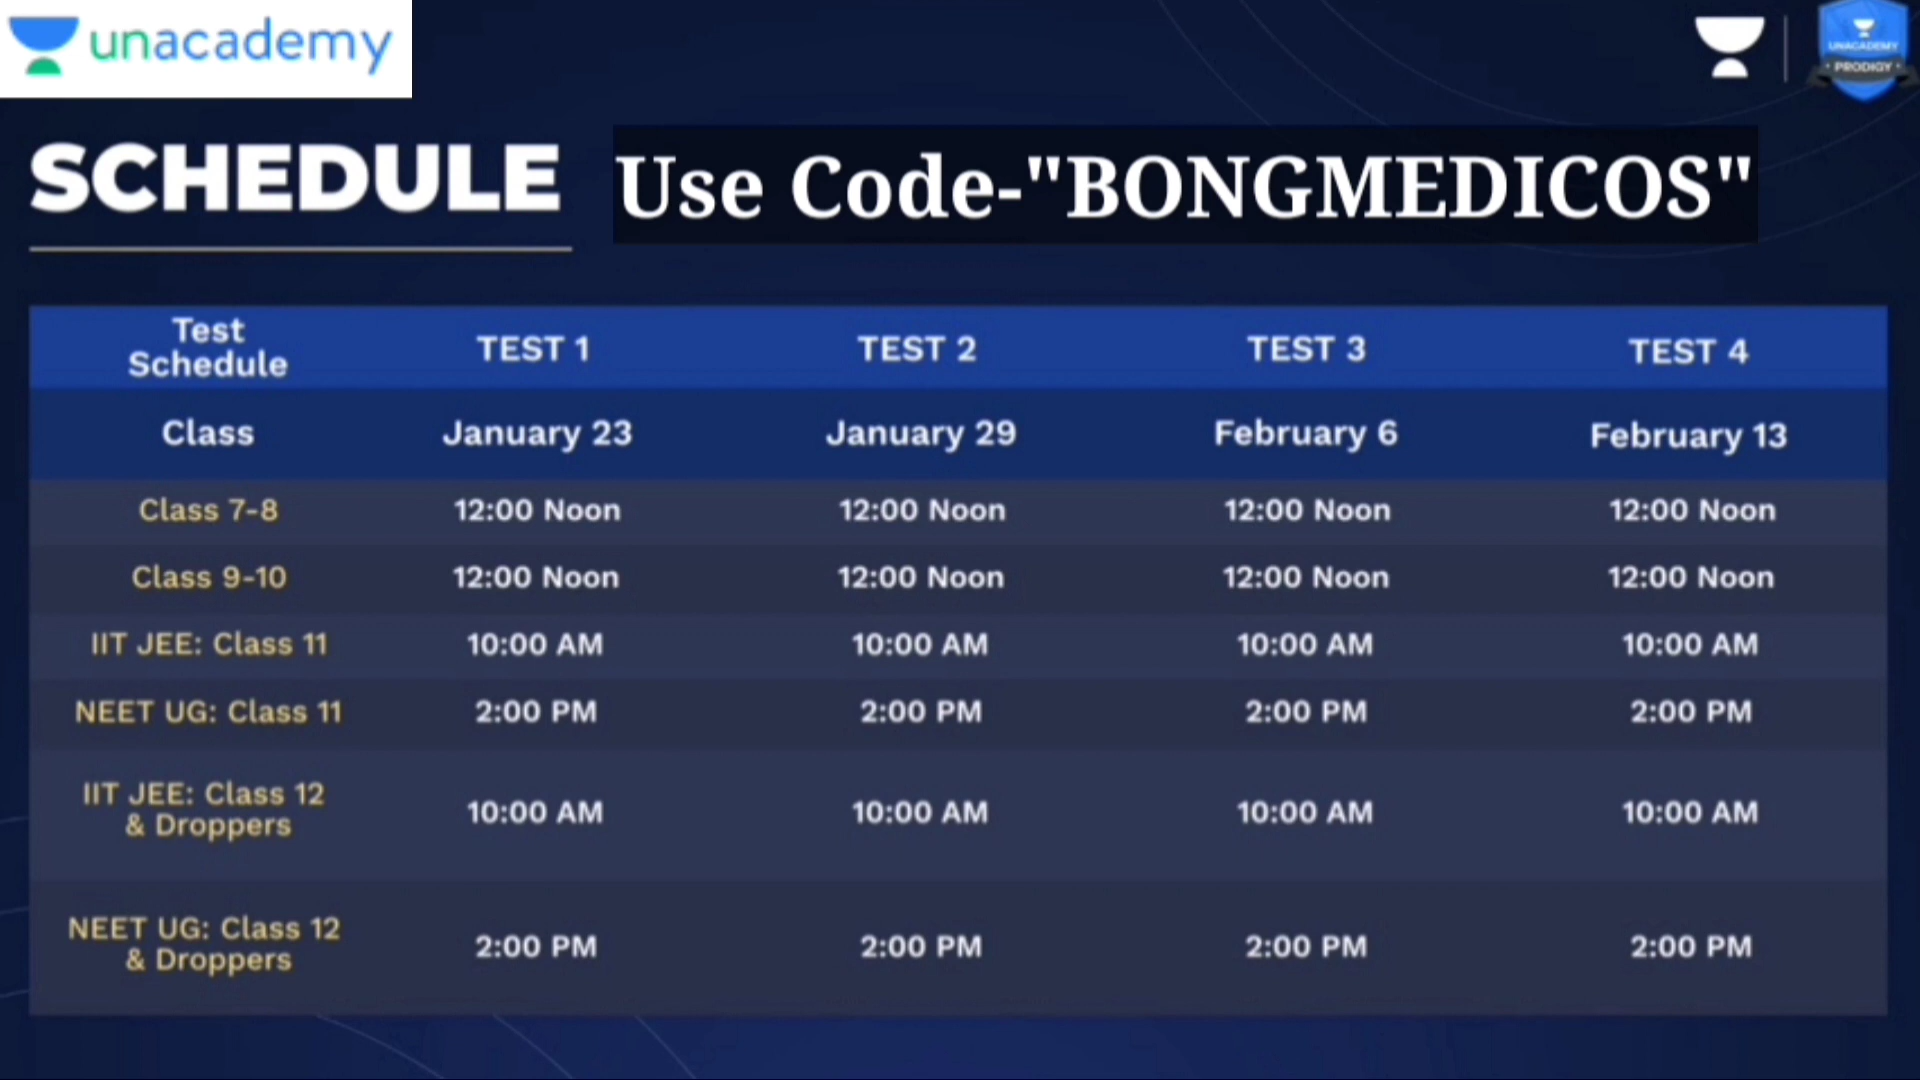 unacademy
UNACADEMY
PRODIGY
SCHEDULE
Use Code-"BONGMEDICOS"
Test Schedule TEST 1 TEST 2 TEST 3 TEST 4
Class January 23 January 29 February 6 February 13
Class 7-8 12:00 Noon 12:00 Noon 12:00 Noon 12:00 Noon
Class 9-10 12:00 Noon 12:00 Noon 12:00 Noon 12:00 Noon
IIT JEE: Class 11 10:00 AM 10:00 AM 10:00 AM 10:00 AM
NEET UG: Class 11 2:00 PM 2:00 PM 2:00 PM 2:00 PM
IIT JEE: Class 12 & Droppers 10:00 AM 10:00 AM 10:00 AM 10:00 AM
NEET UG: Class 12 & Droppers 2:00 PM 2:00 PM 2:00 PM 2:00 PM